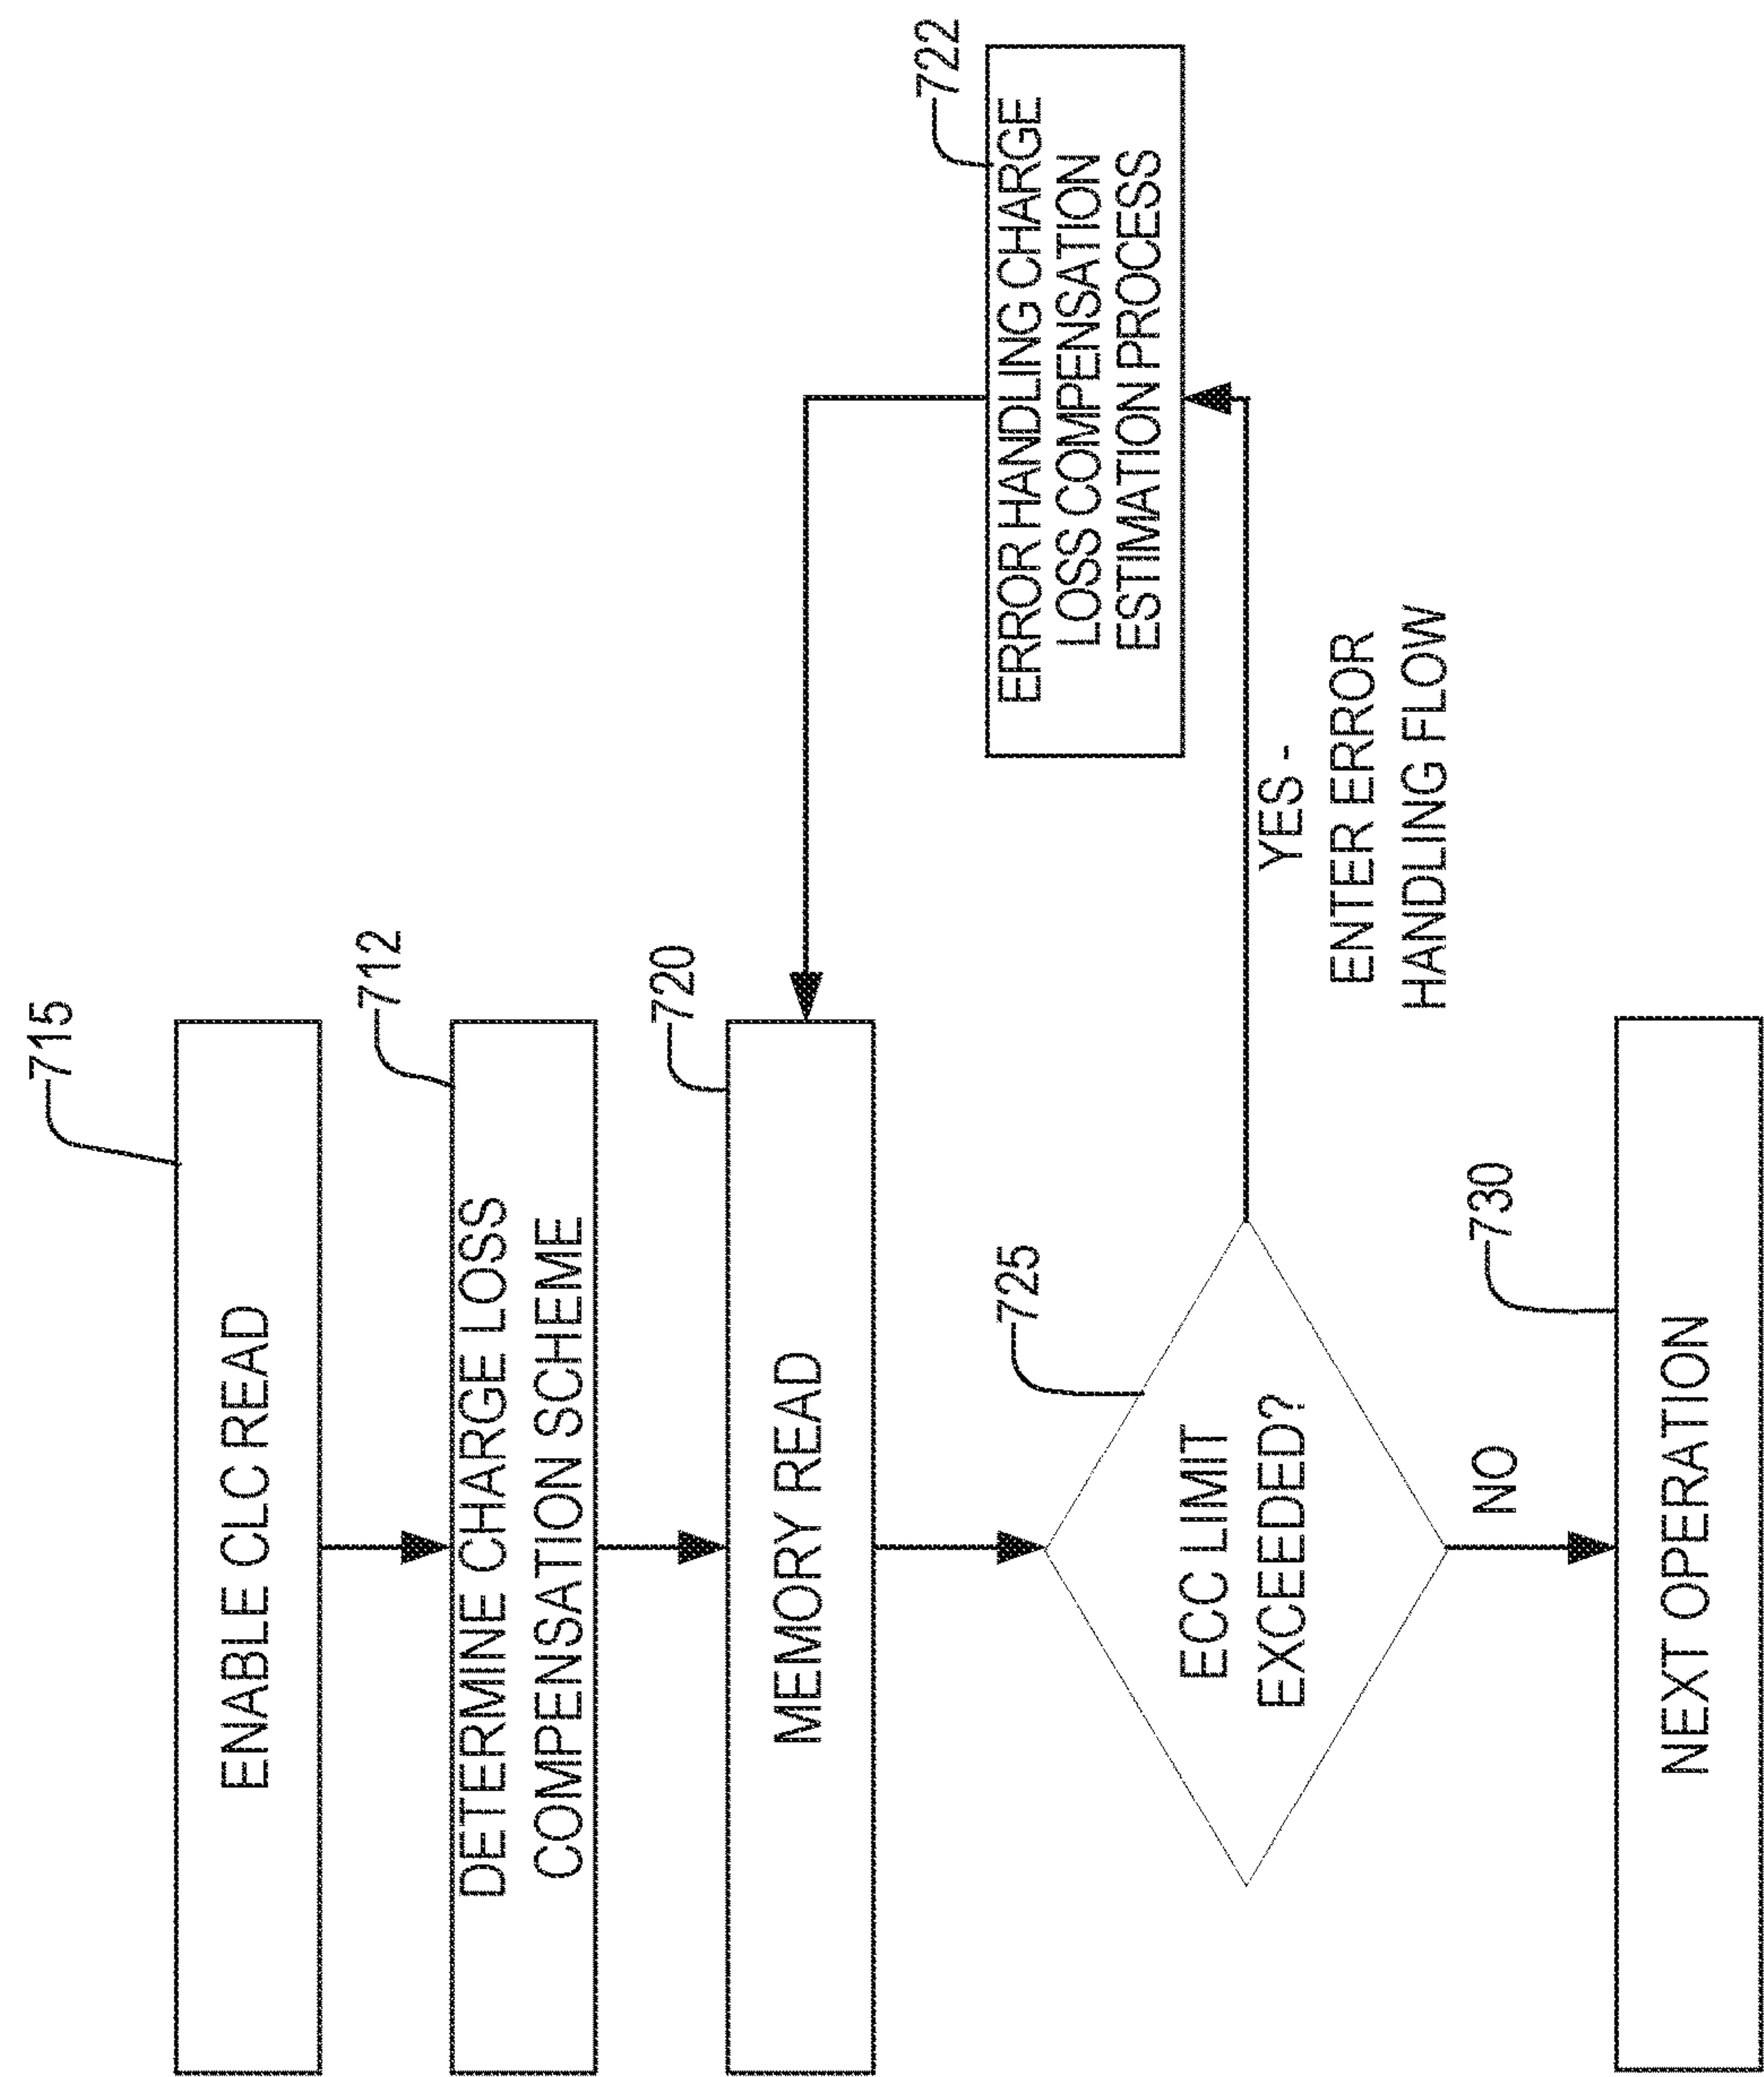 715
ENABLE CLC READ
712
DETERMINE CHARGE LOSS
COMPENSATION SCHEME
720
MEMORY READ
722
ERROR HANDLING CHARGE
LOSS COMPENSATION
ESTIMATION PROCESS
725
ECC LIMIT
EXCEEDED?
YES -
ENTER ERROR
HANDLING FLOW
NO
730
NEXT OPERATION